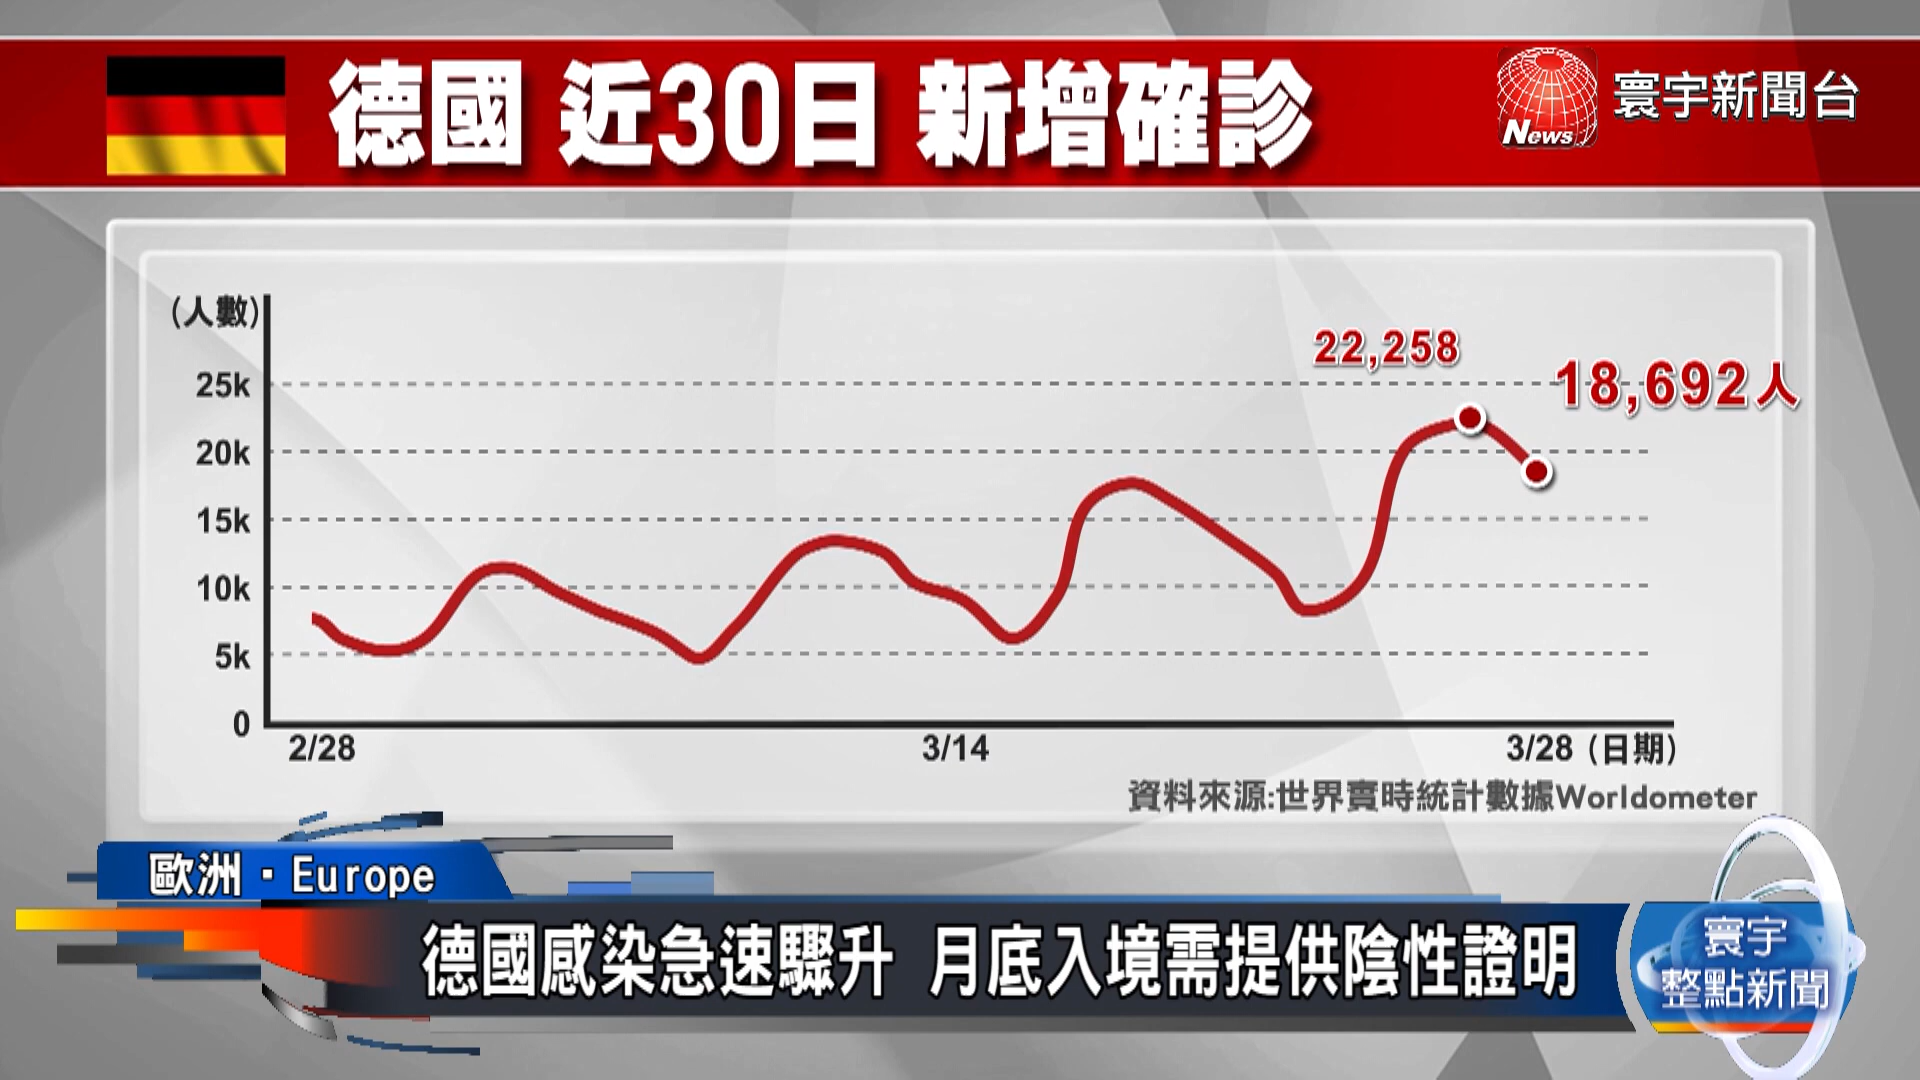 德國 近30日 新增確診
News
寰宇新聞台
(人數)
22,258
18,692人
25k
20k
15k
10k
5k
0
2/28
3/14
3/28 (日期)
資料來源:世界實時統計數據Worldometer
歐洲·Europe
德國感染急速驟升 月底入境需提供陰性證明
寰宇
整點新聞